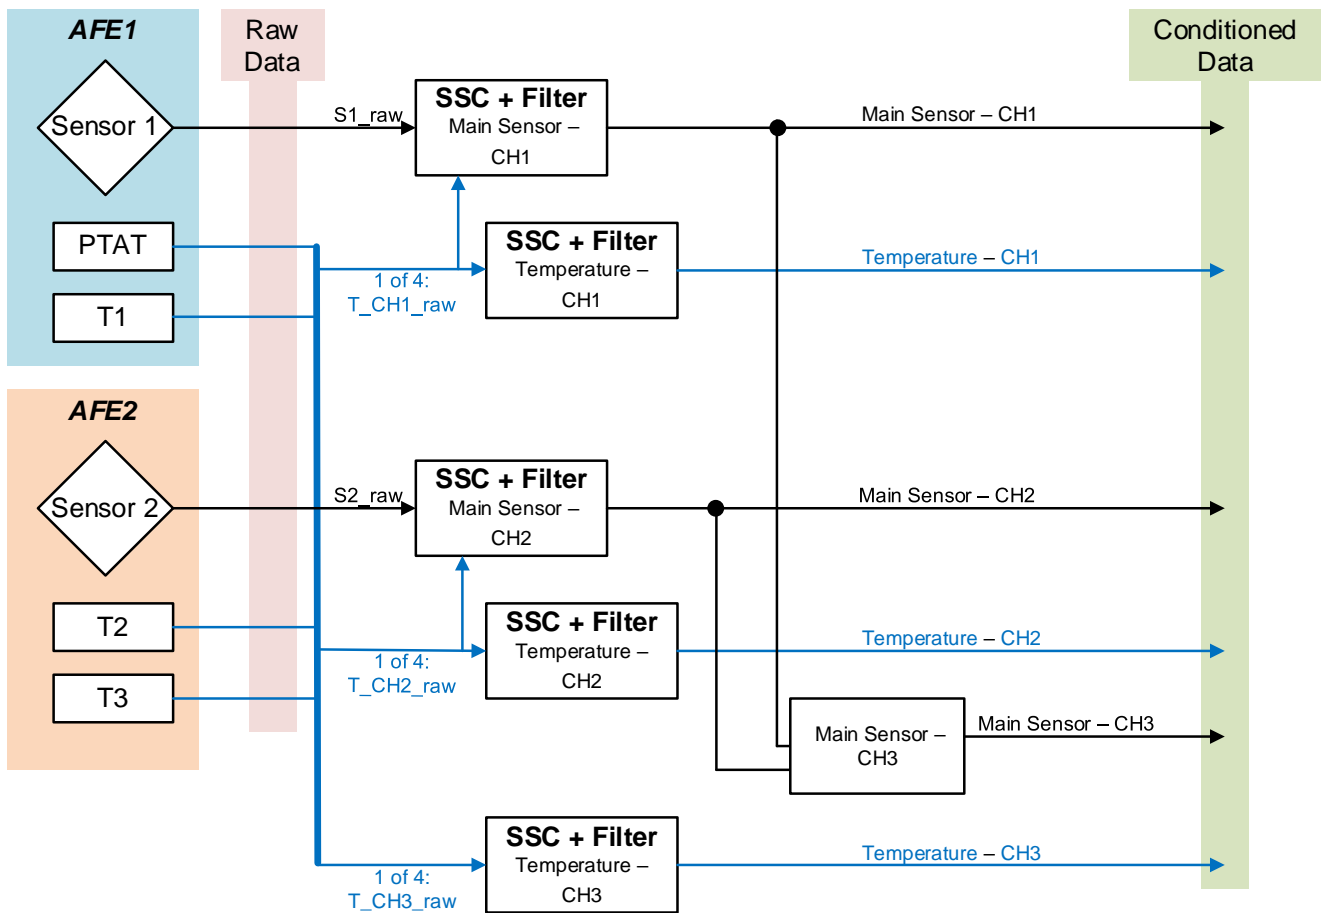 AFE1
Raw
Data
Conditioned
Data
Sensor 1
S1_raw
SSC + Filter
Main Sensor –
CH1
Main Sensor – CH1
PTAT
T1
1 of 4:
T_CH1_raw
SSC + Filter
Temperature –
CH1
Temperature – CH1
AFE2
Sensor 2
S2_raw
SSC + Filter
Main Sensor –
CH2
Main Sensor – CH2
T2
T3
1 of 4:
T_CH2_raw
SSC + Filter
Temperature –
CH2
Temperature – CH2
Main Sensor –
CH3
Main Sensor – CH3
1 of 4:
T_CH3_raw
SSC + Filter
Temperature –
CH3
Temperature – CH3